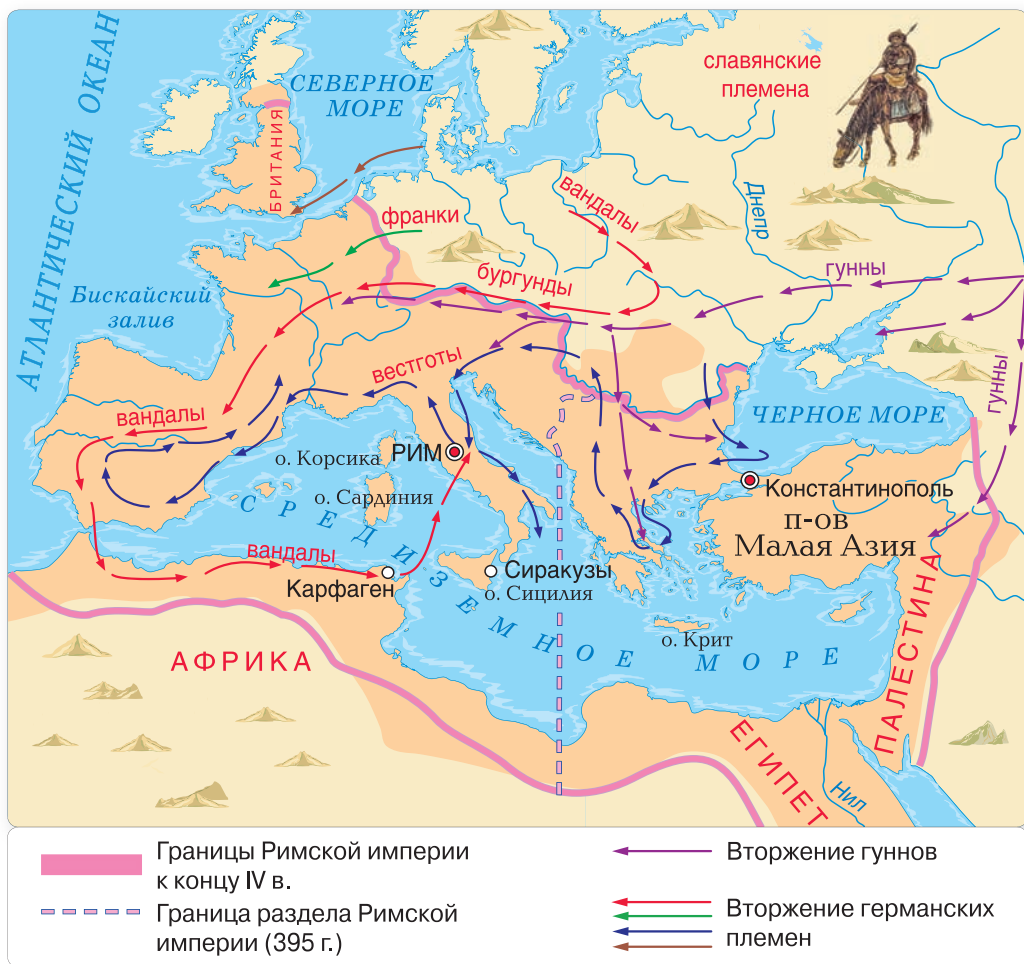 АТЛАНТИЧЕСКИЙ ОКЕАН
СЕВЕРНОЕ
МОРЕ
славянские
племена
БРИТАНИЯ
франки
вандалы
Днепр
бургунды
гунны
Бискайский
залив
вестготы
гунны
вандалы
ЧЕРНОЕ МОРЕ
о. Корсика
РИМ
о. Сардиния
Константинополь
п-ов
Малая Азия
СРЕДИЗЕМНОЕ МОРЕ
вандалы
Карфаген
Сиракузы
о. Сицилия
о. Крит
АФРИКА
ПАЛЕСТИНА
ЕГИПЕТ
Нил
Границы Римской империи
к концу IV в.
Граница раздела Римской
империи (395 г.)
Вторжение гуннов
Вторжение германских
племен